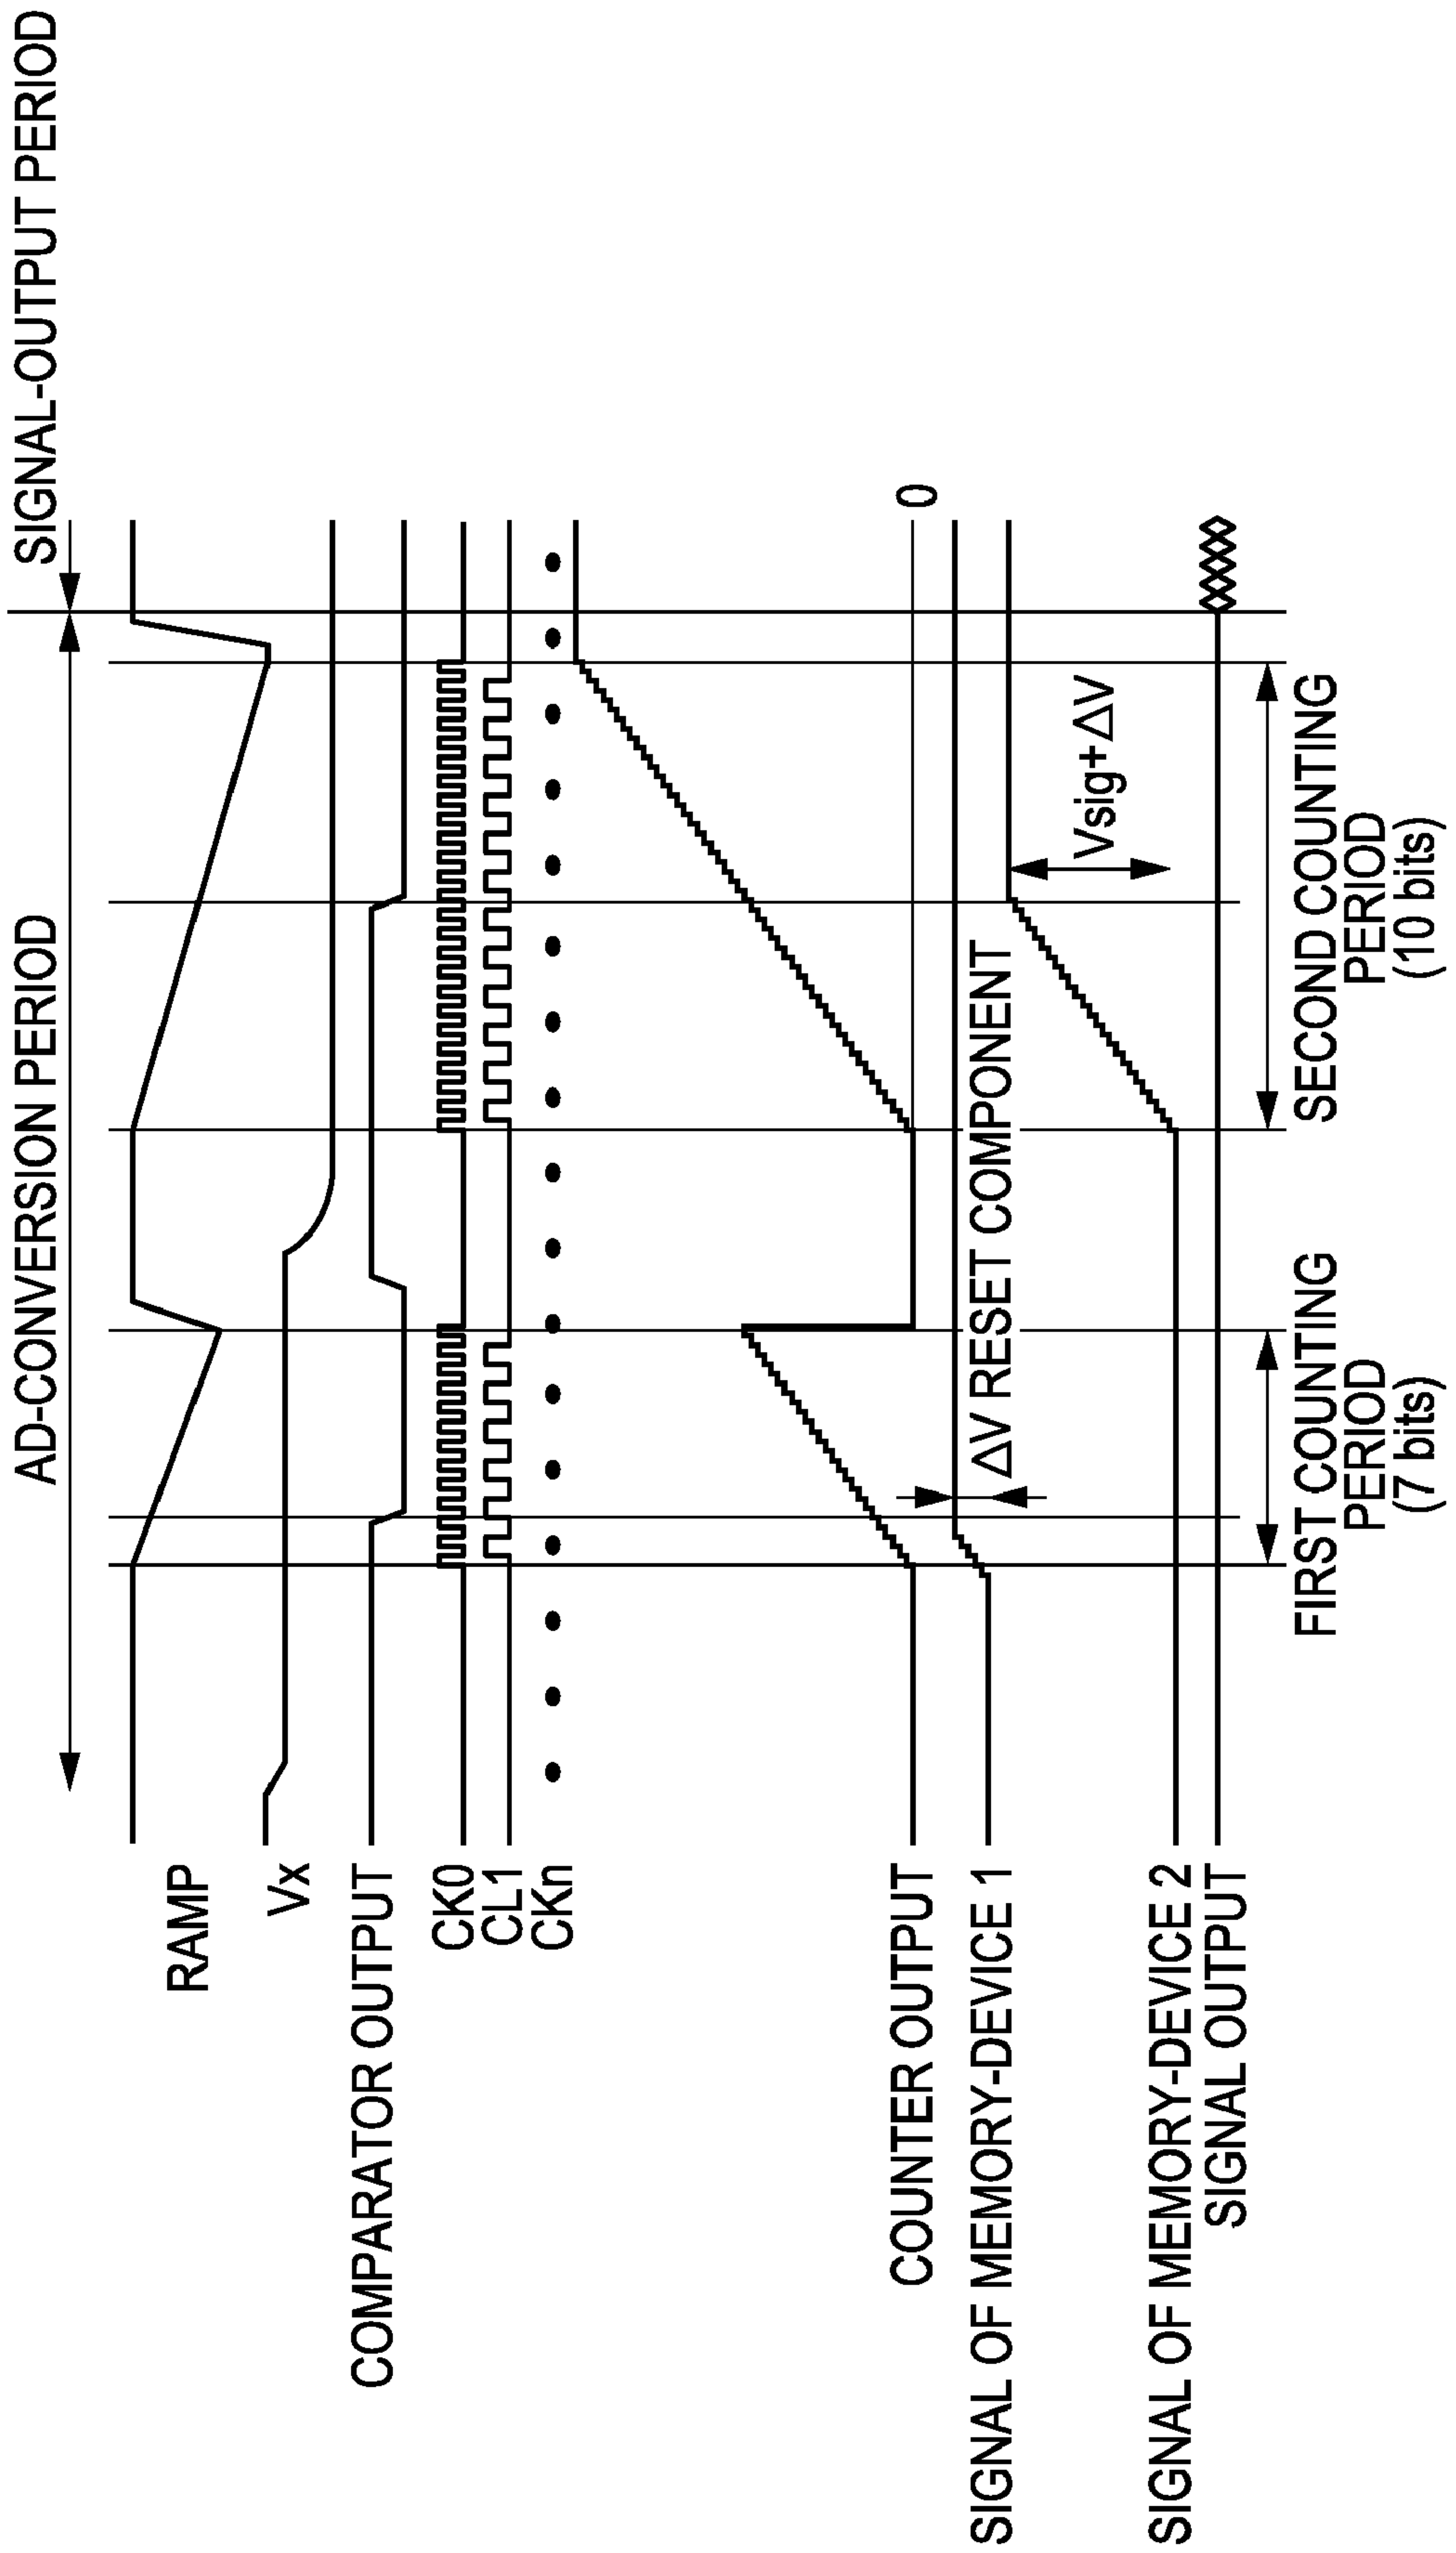 AD-CONVERSION PERIOD
SIGNAL-OUTPUT PERIOD
RAMP
Vx
COMPARATOR OUTPUT
CK0
CL1
CKn
COUNTER OUTPUT
0
SIGNAL OF MEMORY-DEVICE 1
ΔV RESET COMPONENT
Vsig+ΔV
SIGNAL OF MEMORY-DEVICE 2
SIGNAL OUTPUT
FIRST COUNTING
PERIOD
(7 bits)
SECOND COUNTING
PERIOD
(10 bits)